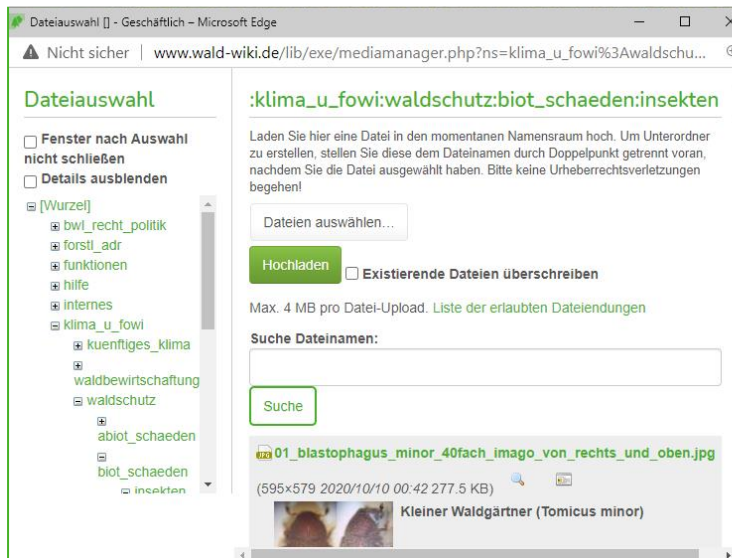 Dateiauswahl [] - Geschäftlich – Microsoft Edge
Nicht sicher | www.wald-wiki.de/lib/exe/mediamanager.php?ns=klima_u_fowi%3Awaldschu...
Dateiauswahl
Fenster nach Auswahl
nicht schließen
Details ausblenden
[Wurzel]
bwl_recht_politik
forstl_adr
funktionen
hilfe
internes
klima_u_fowi
kuenftiges_klima
waldbewirtschaftung
waldschutz
abiot_schaeden
biot_schaeden
insekten
:klima_u_fowi:waldschutz:biot_schaeden:insekten
Laden Sie hier eine Datei in den momentanen Namensraum hoch. Um Unterordner
zu erstellen, stellen Sie diese dem Dateinamen durch Doppelpunkt getrennt voran,
nachdem Sie die Datei ausgewählt haben. Bitte keine Urheberrechtsverletzungen
begehen!
Dateien auswählen...
Hochladen
Existierende Dateien überschreiben
Max. 4 MB pro Datei-Upload. Liste der erlaubten Dateiendungen
Suche Dateinamen:
Suche
01_blastophagus_minor_40fach_imago_von_rechts_und_oben.jpg
(595×579 2020/10/10 00:42 277.5 KB)
Kleiner Waldgärtner (Tomicus minor)